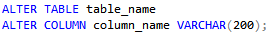 ALTER TABLE table_name
ALTER COLUMN column_name VARCHAR(200);